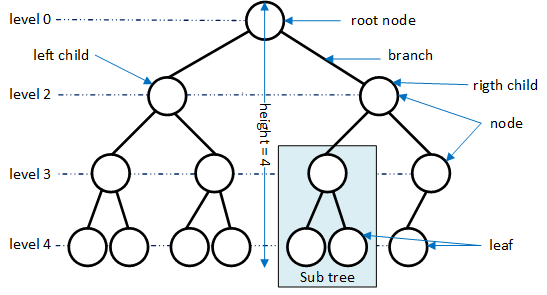 level 0
root node
left child
branch
rigth child
level 2
node
height = 4
level 3
level 4
leaf
Sub tree